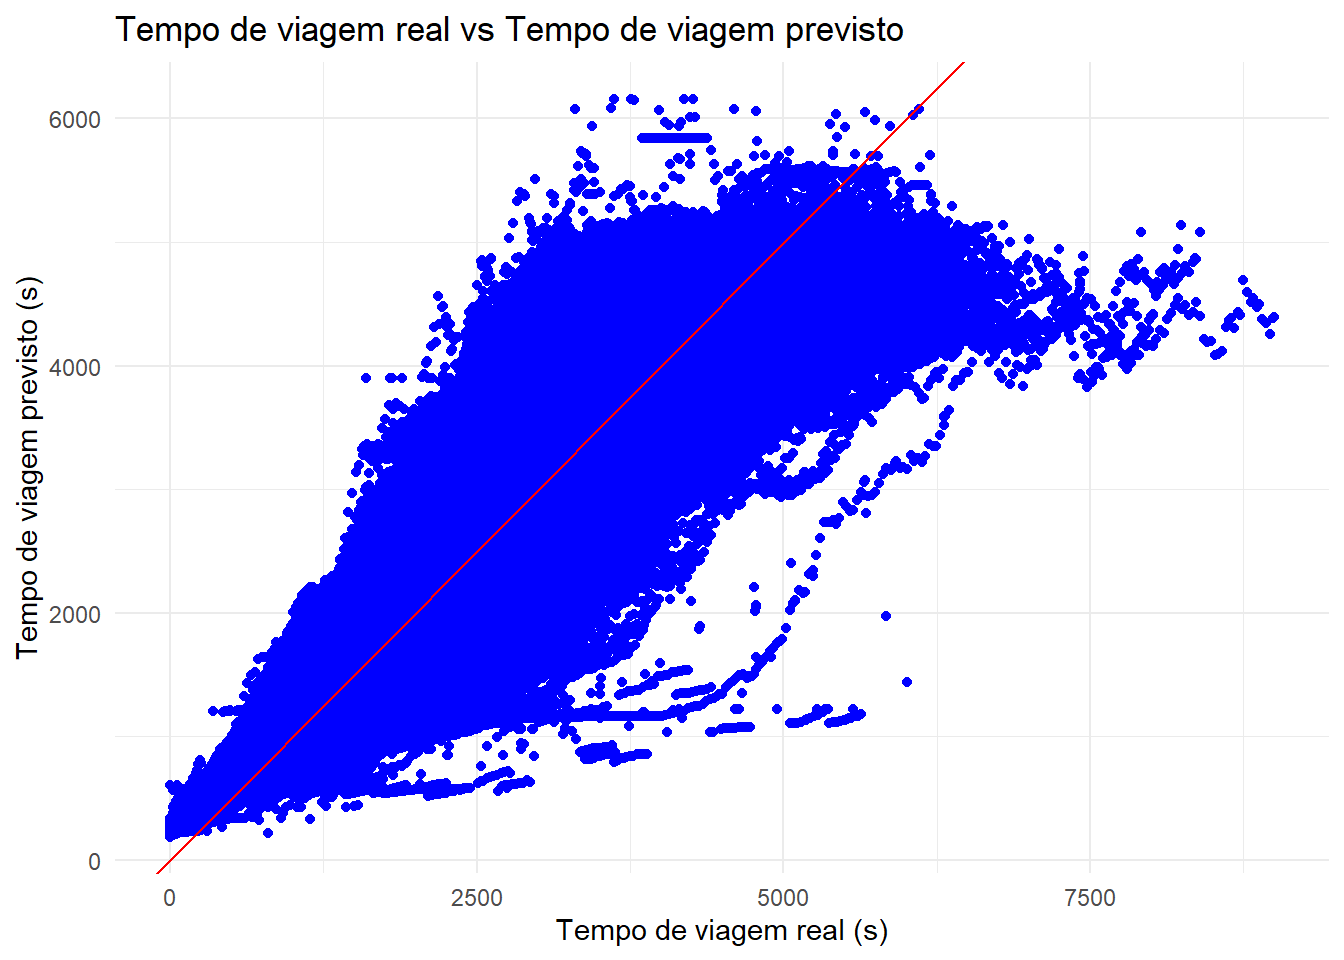 Tempo de viagem real vs Tempo de viagem previsto
Tempo de viagem previsto (s)
6000
4000
2000
0
0 2500 5000 7500
Tempo de viagem real (s)